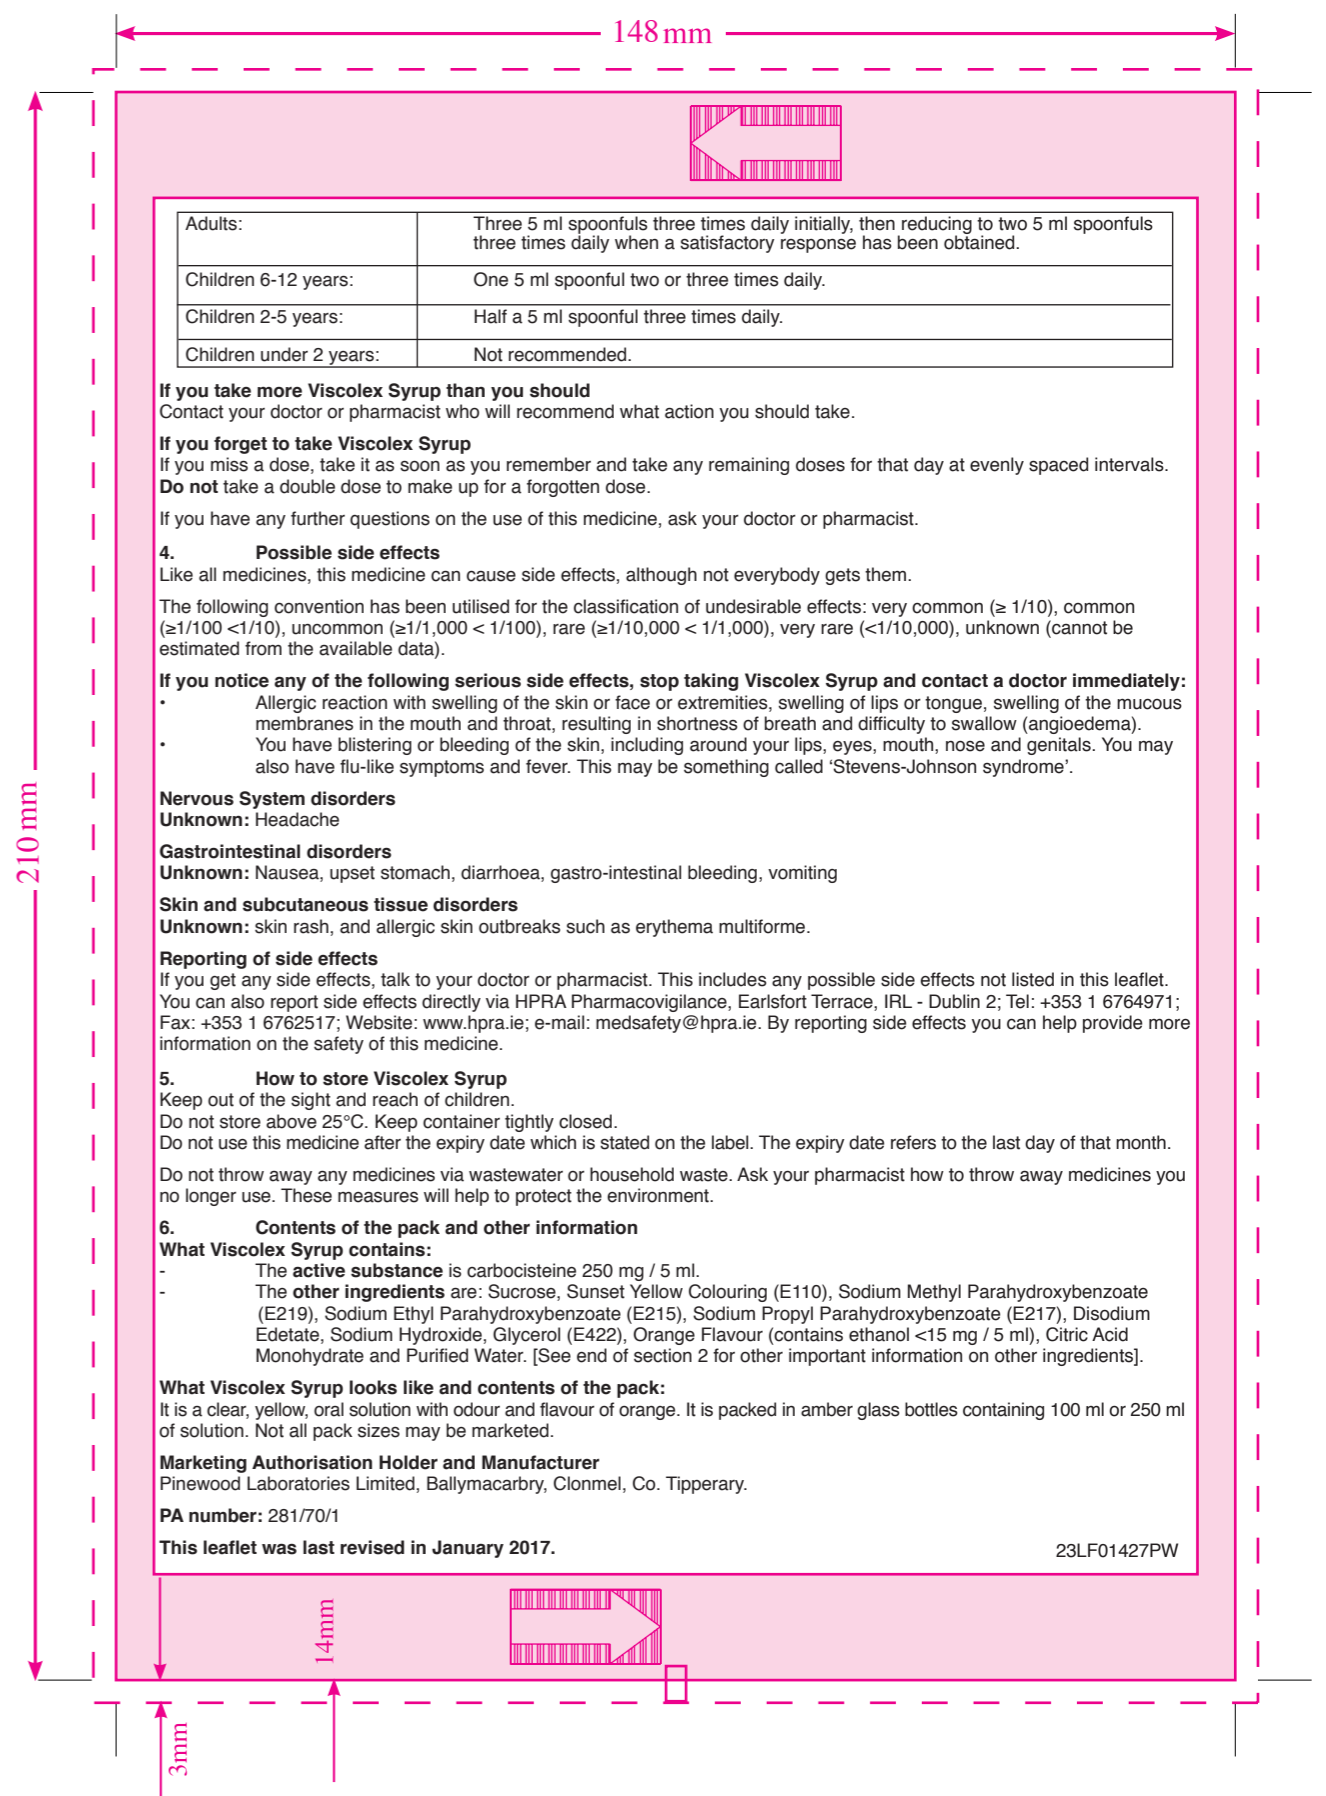 148 mm
Adults: Three 5 ml spoonfuls three times daily initially, then reducing to two 5 ml spoonfuls
three times daily when a satisfactory response has been obtained.
Children 6-12 years: One 5 ml spoonful two or three times daily.
Children 2-5 years: Half a 5 ml spoonful three times daily.
Children under 2 years: Not recommended.
If you take more Viscolex Syrup than you should
Contact your doctor or pharmacist who will recommend what action you should take.
If you forget to take Viscolex Syrup
If you miss a dose, take it as soon as you remember and take any remaining doses for that day at evenly spaced intervals.
Do not take a double dose to make up for a forgotten dose.
If you have any further questions on the use of this medicine, ask your doctor or pharmacist.
4. Possible side effects
Like all medicines, this medicine can cause side effects, although not everybody gets them.
The following convention has been utilised for the classification of undesirable effects: very common (≥ 1/10), common
(≥1/100 <1/10), uncommon (≥1/1,000 < 1/100), rare (≥1/10,000 < 1/1,000), very rare (<1/10,000), unknown (cannot be
estimated from the available data).
If you notice any of the following serious side effects, stop taking Viscolex Syrup and contact a doctor immediately:
• Allergic reaction with swelling of the skin or face or extremities, swelling of lips or tongue, swelling of the mucous
membranes in the mouth and throat, resulting in shortness of breath and difficulty to swallow (angioedema).
• You have blistering or bleeding of the skin, including around your lips, eyes, mouth, nose and genitals. You may
also have flu-like symptoms and fever. This may be something called ‘Stevens-Johnson syndrome’.
Nervous System disorders
Unknown: Headache
Gastrointestinal disorders
Unknown: Nausea, upset stomach, diarrhoea, gastro-intestinal bleeding, vomiting
Skin and subcutaneous tissue disorders
Unknown: skin rash, and allergic skin outbreaks such as erythema multiforme.
Reporting of side effects
If you get any side effects, talk to your doctor or pharmacist. This includes any possible side effects not listed in this leaflet.
You can also report side effects directly via HPRA Pharmacovigilance, Earlsfort Terrace, IRL - Dublin 2; Tel: +353 1 6764971;
Fax: +353 1 6762517; Website: www.hpra.ie; e-mail: medsafety@hpra.ie. By reporting side effects you can help provide more
information on the safety of this medicine.
5. How to store Viscolex Syrup
Keep out of the sight and reach of children.
Do not store above 25°C. Keep container tightly closed.
Do not use this medicine after the expiry date which is stated on the label. The expiry date refers to the last day of that month.
Do not throw away any medicines via wastewater or household waste. Ask your pharmacist how to throw away medicines you
no longer use. These measures will help to protect the environment.
6. Contents of the pack and other information
What Viscolex Syrup contains:
- The active substance is carbocisteine 250 mg / 5 ml.
- The other ingredients are: Sucrose, Sunset Yellow Colouring (E110), Sodium Methyl Parahydroxybenzoate
(E219), Sodium Ethyl Parahydroxybenzoate (E215), Sodium Propyl Parahydroxybenzoate (E217), Disodium
Edetate, Sodium Hydroxide, Glycerol (E422), Orange Flavour (contains ethanol <15 mg / 5 ml), Citric Acid
Monohydrate and Purified Water. [See end of section 2 for other important information on other ingredients].
What Viscolex Syrup looks like and contents of the pack:
It is a clear, yellow, oral solution with odour and flavour of orange. It is packed in amber glass bottles containing 100 ml or 250 ml
of solution. Not all pack sizes may be marketed.
Marketing Authorisation Holder and Manufacturer
Pinewood Laboratories Limited, Ballymacarbry, Clonmel, Co. Tipperary.
PA number: 281/70/1
This leaflet was last revised in January 2017. 23LF01427PW
210 mm
14mm
3mm